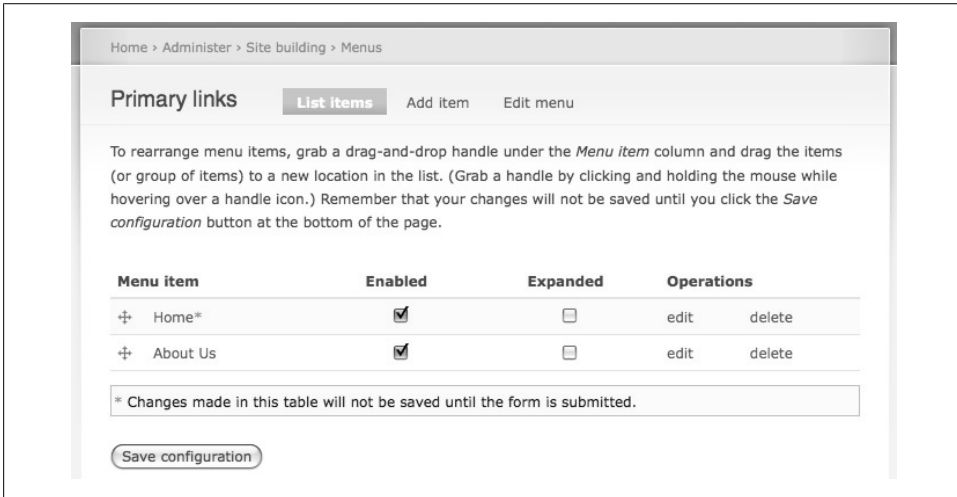 Home › Administer › Site building › Menus
Primary links List items Add item Edit menu
To rearrange menu items, grab a drag-and-drop handle under the Menu item column and drag the items
(or group of items) to a new location in the list. (Grab a handle by clicking and holding the mouse while
hovering over a handle icon.) Remember that your changes will not be saved until you click the Save
configuration button at the bottom of the page.
Menu item Enabled Expanded Operations
Home* edit delete
About Us edit delete
* Changes made in this table will not be saved until the form is submitted.
Save configuration